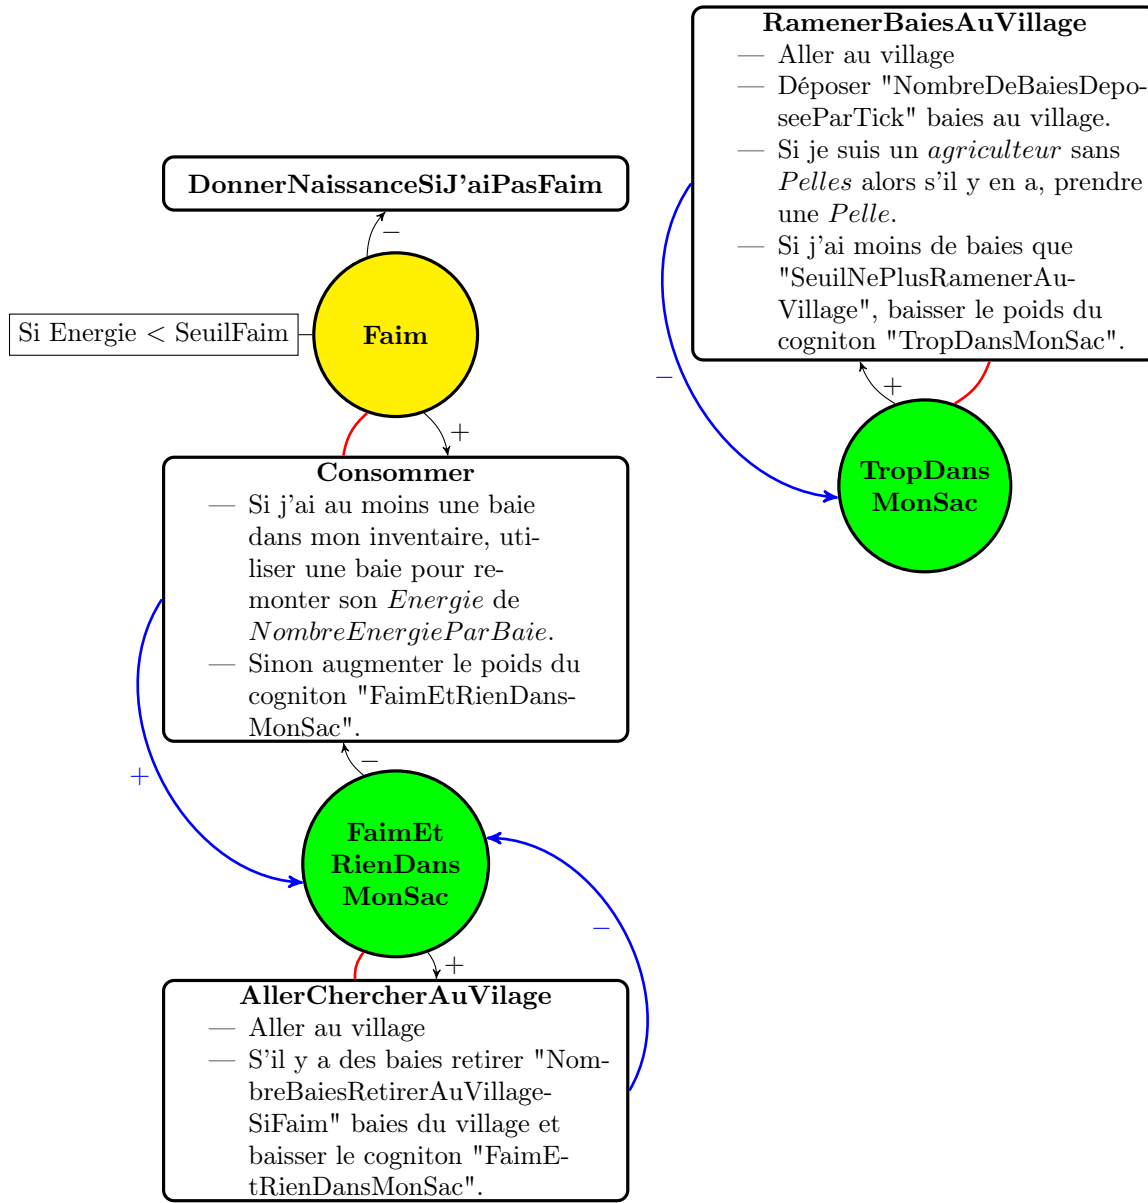 RamenerBaiesAuVillage
— Aller au village
— Déposer "NombreDeBaiesDepo-
seeParTick" baies au village.
— Si je suis un agriculteur sans
Pelles alors s'il y en a, prendre
une Pelle.
— Si j'ai moins de baies que
"SeuilNePlusRamenerAu-
Village", baisser le poids du
cogniton "TropDansMonSac".
DonnerNaissanceSiJ'aiPasFaim
−
Si Energie < SeuilFaim
Faim
−
+
+
TropDans
MonSac
Consommer
— Si j'ai au moins une baie
dans mon inventaire, uti-
liser une baie pour re-
monter son Energie de
NombreEnergieParBaie.
— Sinon augmenter le poids du
cogniton "FaimEtRienDans-
MonSac".
+
−
FaimEt
RienDans
MonSac
−
+
AllerChercherAuVilage
— Aller au village
— S'il y a des baies retirer "Nom-
breBaiesRetirerAuVillage-
SiFaim" baies du village et
baisser le cogniton "FaimE-
tRienDansMonSac".